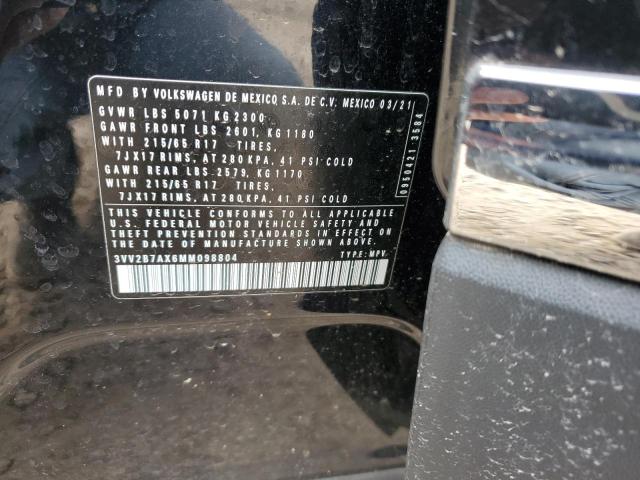 MFD BY VOLKSWAGEN DE MEXICO, S.A. DE C.V. MEXICO 03/21
GVWR LBS 5071 KG 2300
GAWR FRONT LBS 2601, KG 1180
WITH 215/65 R17 TIRES,
7JX17 RIMS, AT 280 KPA, 41 PSI COLD
GAWR REAR LBS 2579, KG 1170
WITH 215/65 R17 TIRES,
7JX17 RIMS, AT 280 KPA, 41 PSI COLD
THIS VEHICLE CONFORMS TO ALL APPLICABLE
U.S. FEDERAL MOTOR VEHICLE SAFETY AND
THEFT PREVENTION STANDARDS IN EFFECT ON
THE DATE OF MANUFACTURE SHOWN ABOVE.
3VV2B7AX6MM098804 TYPE: MPV
0960421 3584